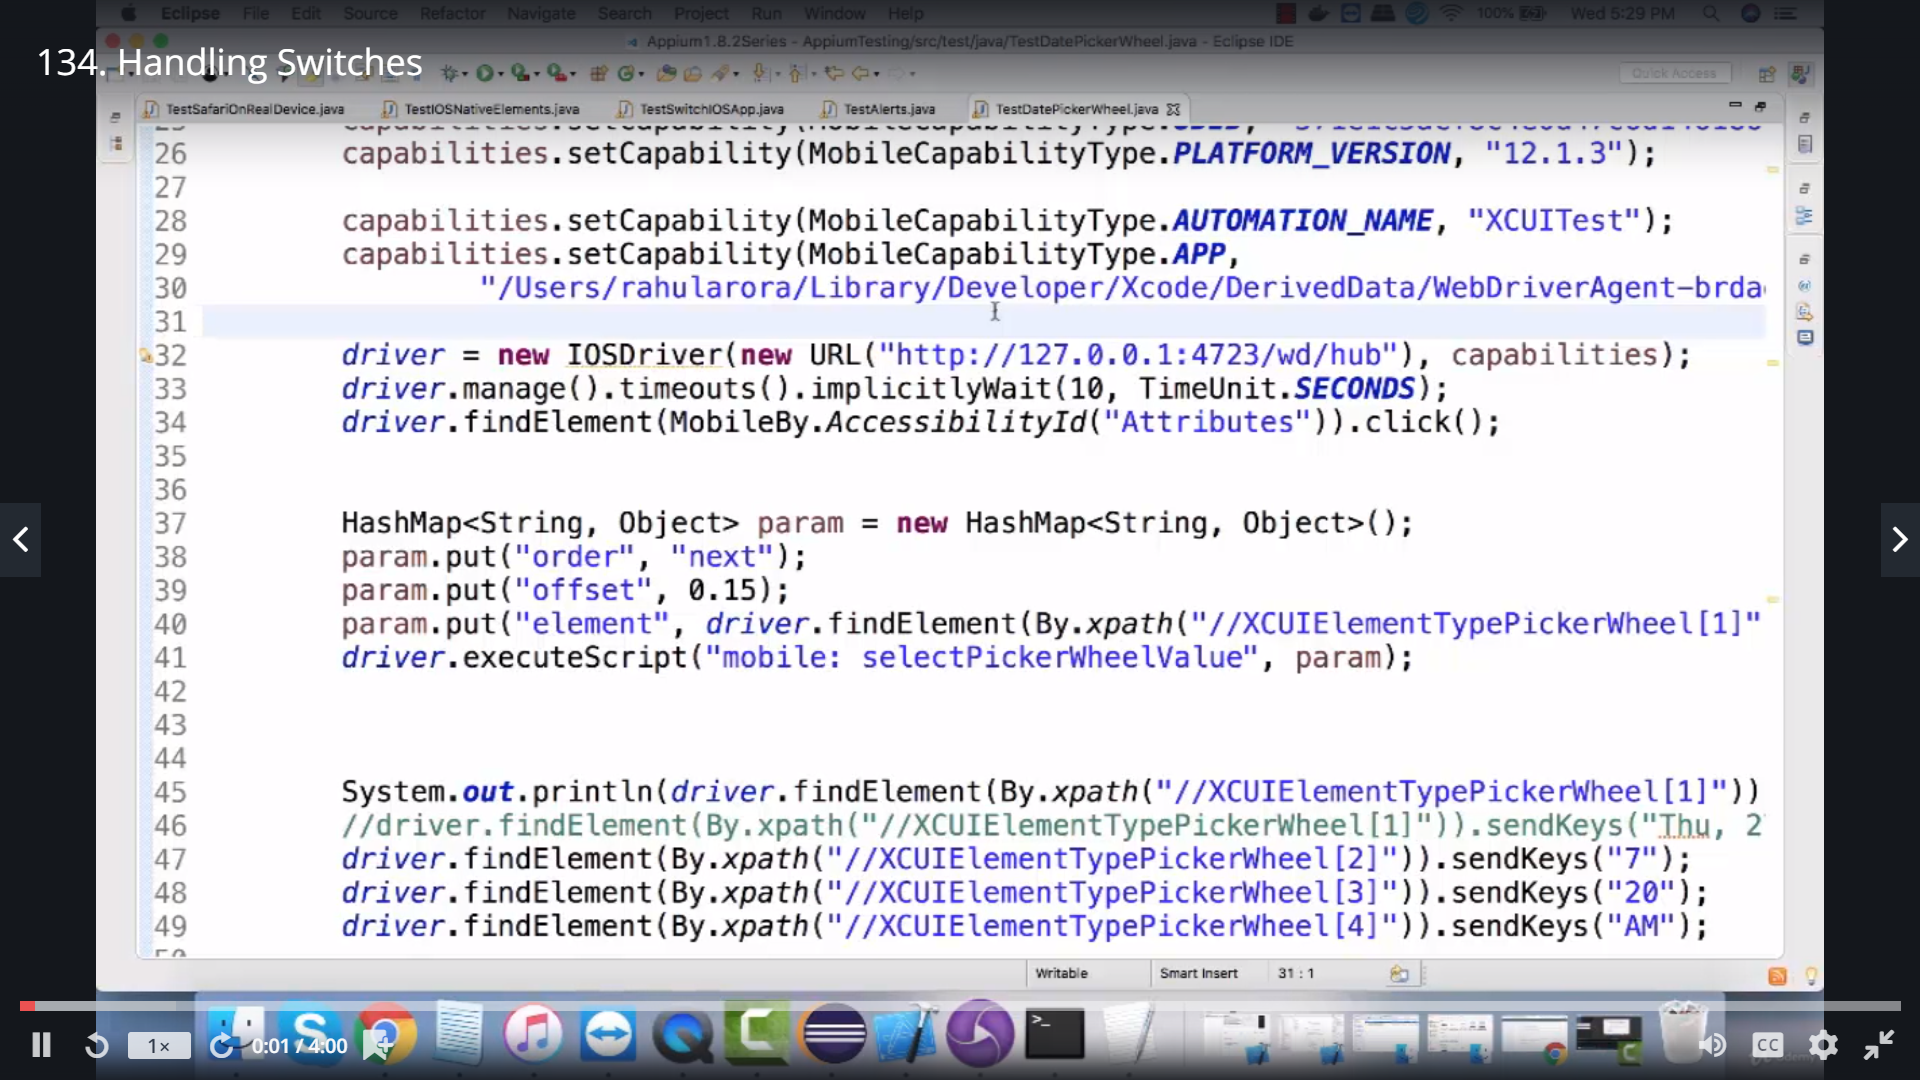 Eclipse File Edit Source Refactor Navigate Search Project Run Window Help 100% Wed 5:29 PM
Appium1.8.2Series - AppiumTesting/src/test/java/TestDatePickerWheel.java - Eclipse IDE
134. Handling Switches
Quick Access
TestSafariOnRealDevice.java TestIOSNativeElements.java TestSwitchIOSApp.java TestAlerts.java TestDatePickerWheel.java
26 capabilities.setCapability(MobileCapabilityType.PLATFORM_VERSION, "12.1.3");
27
28 capabilities.setCapability(MobileCapabilityType.AUTOMATION_NAME, "XCUITest");
29 capabilities.setCapability(MobileCapabilityType.APP,
30 "/Users/rahularora/Library/Developer/Xcode/DerivedData/WebDriverAgent-brda
31
32 driver = new IOSDriver(new URL("http://127.0.0.1:4723/wd/hub"), capabilities);
33 driver.manage().timeouts().implicitlyWait(10, TimeUnit.SECONDS);
34 driver.findElement(MobileBy.AccessibilityId("Attributes")).click();
35
36
37 HashMap<String, Object> param = new HashMap<String, Object>();
38 param.put("order", "next");
39 param.put("offset", 0.15);
40 param.put("element", driver.findElement(By.xpath("//XCUIElementTypePickerWheel[1]"
41 driver.executeScript("mobile: selectPickerWheelValue", param);
42
43
44
45 System.out.println(driver.findElement(By.xpath("//XCUIElementTypePickerWheel[1]"))
46 //driver.findElement(By.xpath("//XCUIElementTypePickerWheel[1]")).sendKeys("Thu, 2
47 driver.findElement(By.xpath("//XCUIElementTypePickerWheel[2]")).sendKeys("7");
48 driver.findElement(By.xpath("//XCUIElementTypePickerWheel[3]")).sendKeys("20");
49 driver.findElement(By.xpath("//XCUIElementTypePickerWheel[4]")).sendKeys("AM");
Writable Smart Insert 31 : 1
1× 0:01 / 4:00 CC